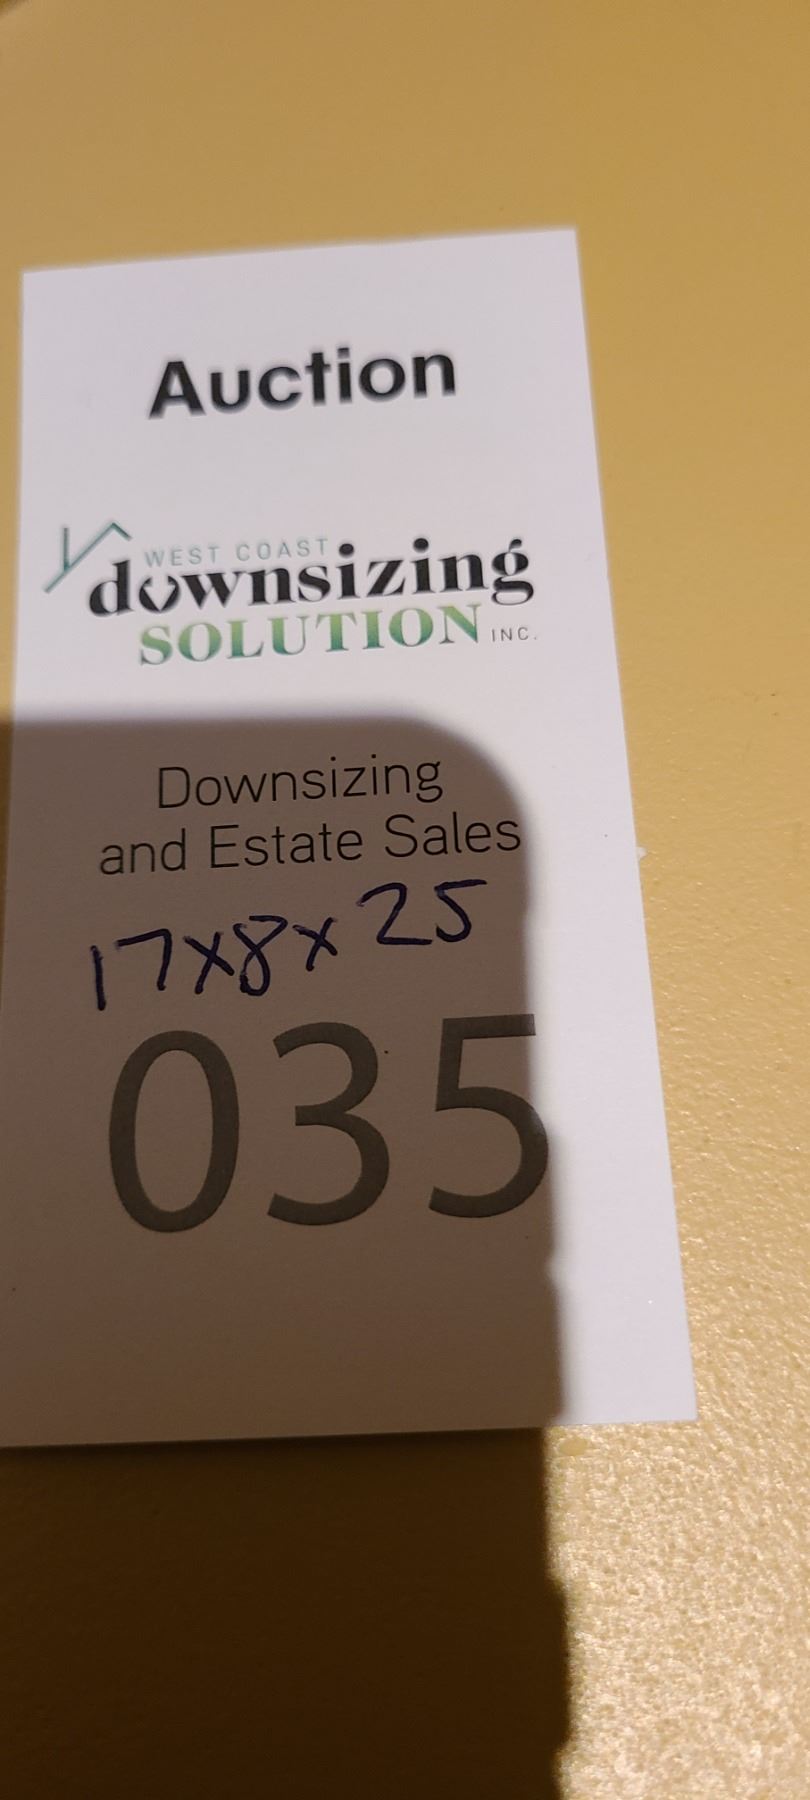 Auction
WEST COAST
downsizing
SOLUTION INC.
Downsizing
and Estate Sales
17x8x25
035